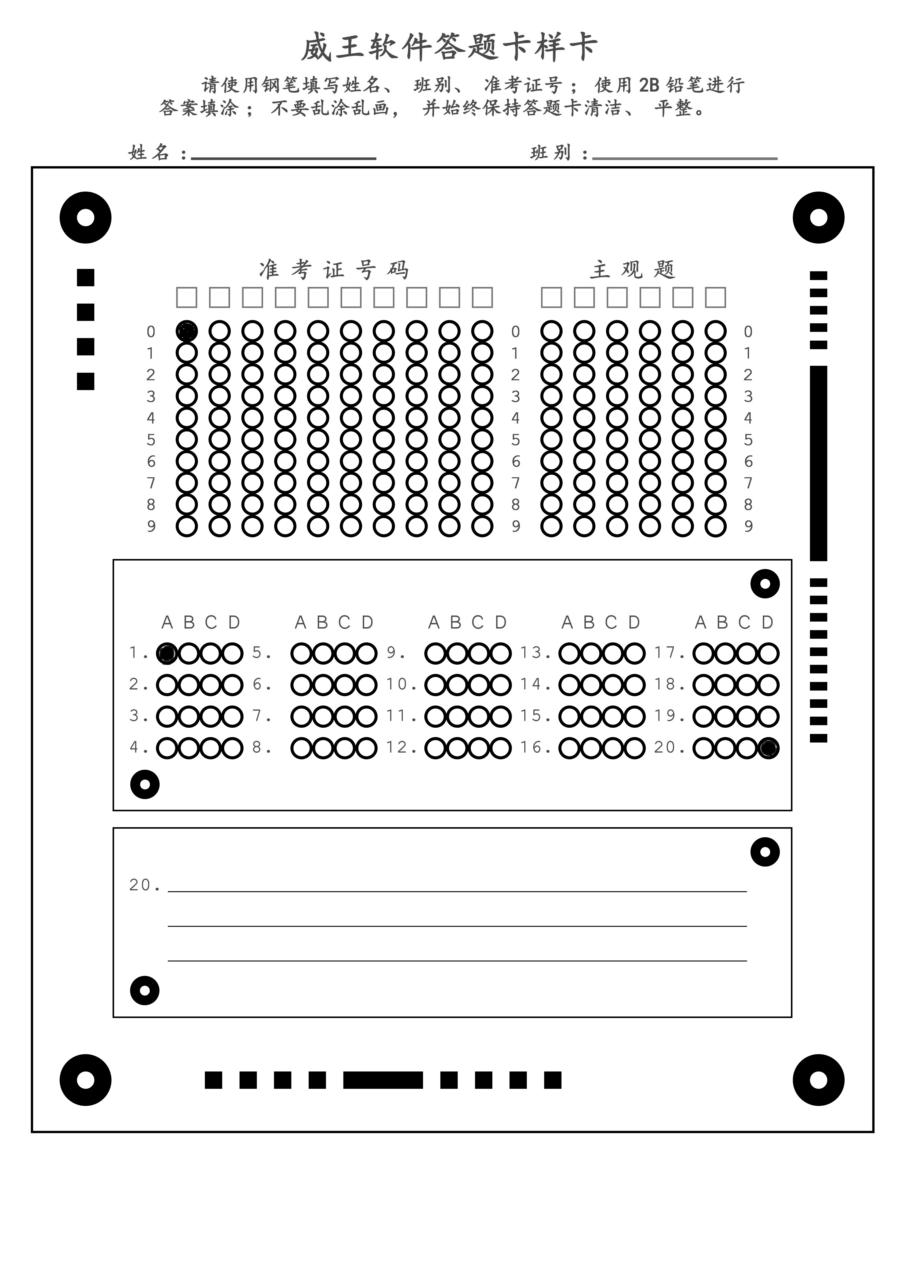 威王软件答题卡样卡
请使用钢笔填写姓名、 班别、 准考证号； 使用 2B 铅笔进行
答案填涂； 不要乱涂乱画， 并始终保持答题卡清洁、 平整。
姓名: 班别:
准考证号码 主观题
0 0 0
1 1 1
2 2 2
3 3 3
4 4 4
5 5 5
6 6 6
7 7 7
8 8 8
9 9 9
A B C D A B C D A B C D A B C D A B C D
1. 5. 9. 13. 17.
2. 6. 10. 14. 18.
3. 7. 11. 15. 19.
4. 8. 12. 16. 20.
20.